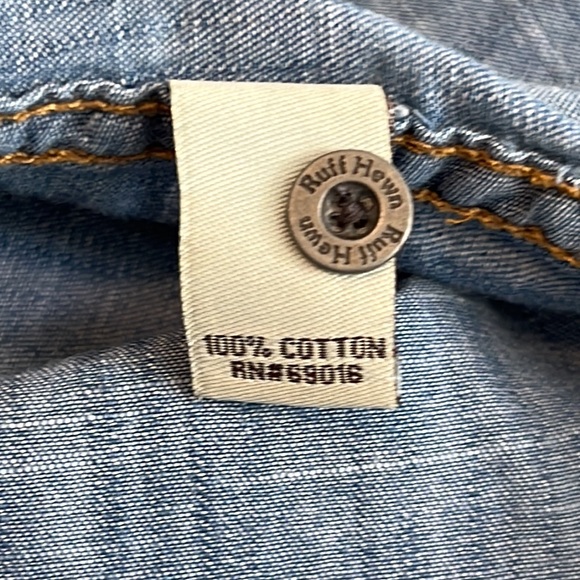 Ruff Hewn
Ruff Hewn
100% COTTON
RN#69016